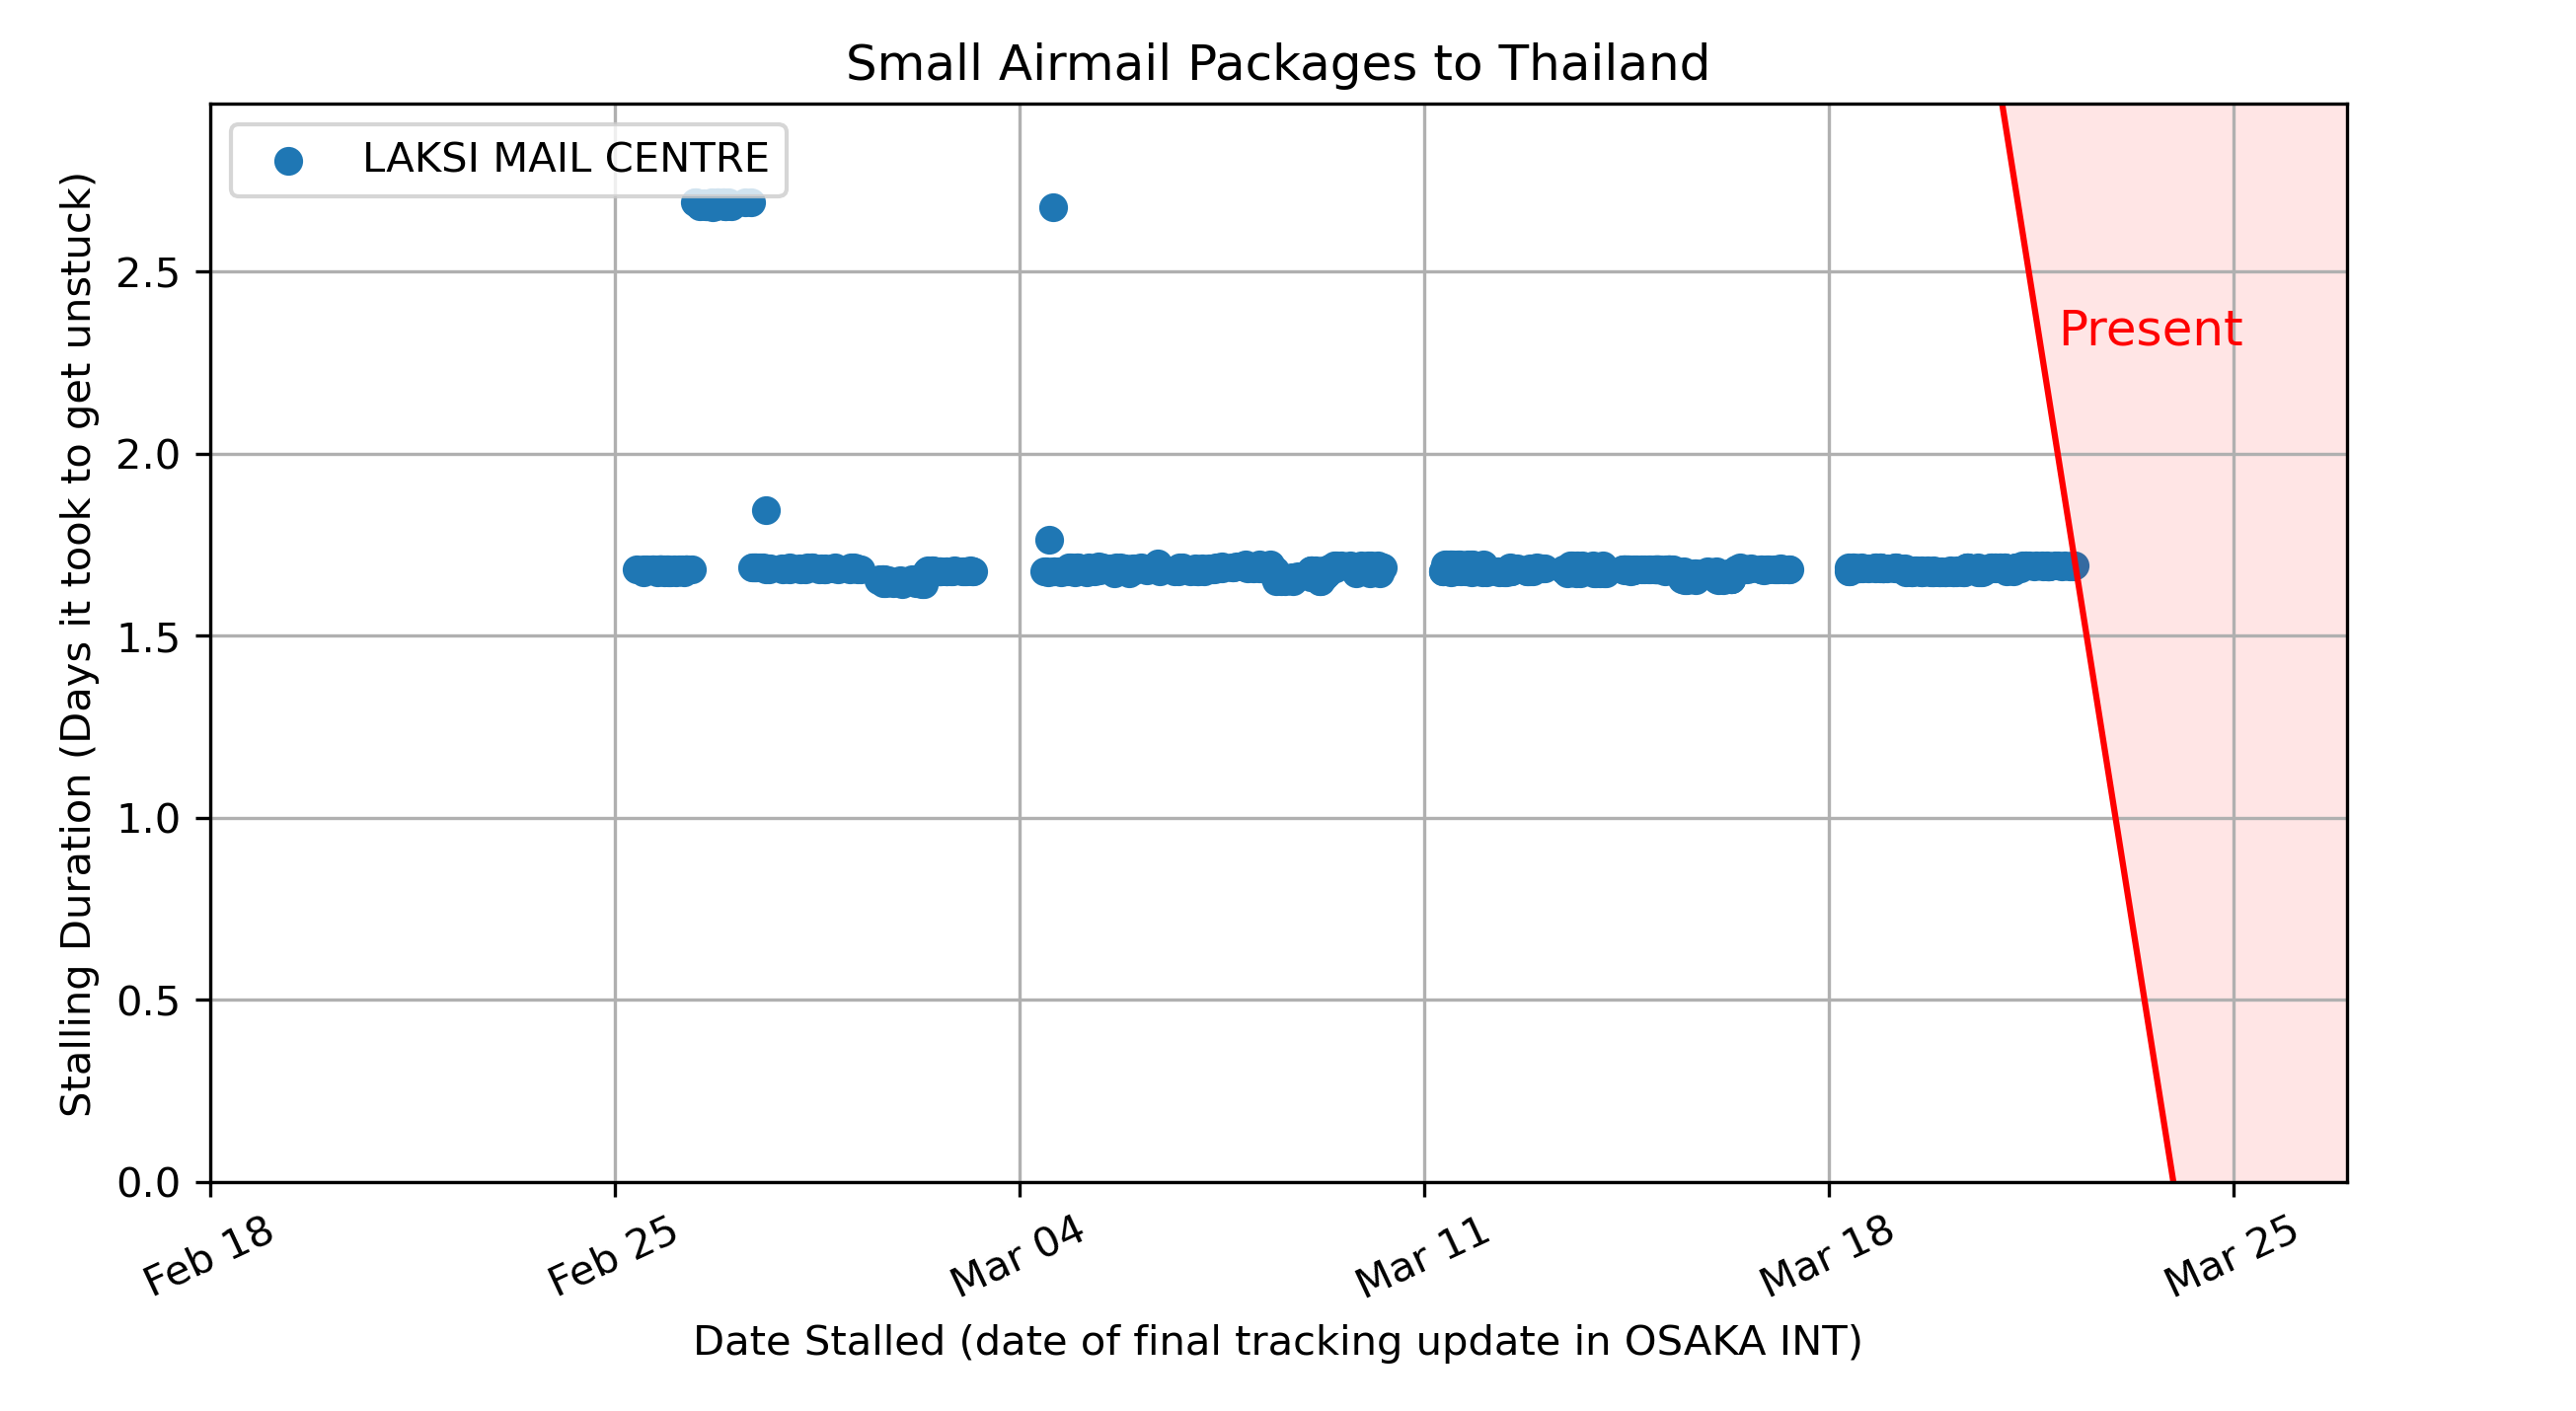 Small Airmail Packages to Thailand
LAKSI MAIL CENTRE
Present
Stalling Duration (Days it took to get unstuck)
2.5
2.0
1.5
1.0
0.5
0.0
Feb 18
Feb 25
Mar 04
Mar 11
Mar 18
Mar 25
Date Stalled (date of final tracking update in OSAKA INT)